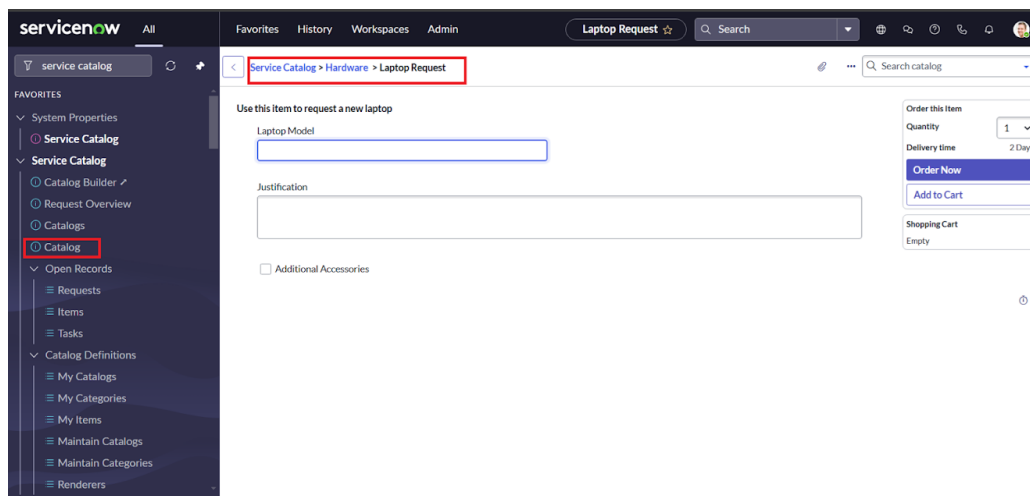 servicenow All Favorites History Workspaces Admin Laptop Request Search
service catalog
Service Catalog > Hardware > Laptop Request
Search catalog
FAVORITES
System Properties
Service Catalog
Service Catalog
Catalog Builder
Request Overview
Catalogs
Catalog
Open Records
Requests
Items
Tasks
Catalog Definitions
My Catalogs
My Categories
My Items
Maintain Catalogs
Maintain Categories
Renderers
Use this item to request a new laptop
Laptop Model
Justification
Additional Accessories
Order this Item
Quantity 1
Delivery time 2 Day
Order Now
Add to Cart
Shopping Cart
Empty